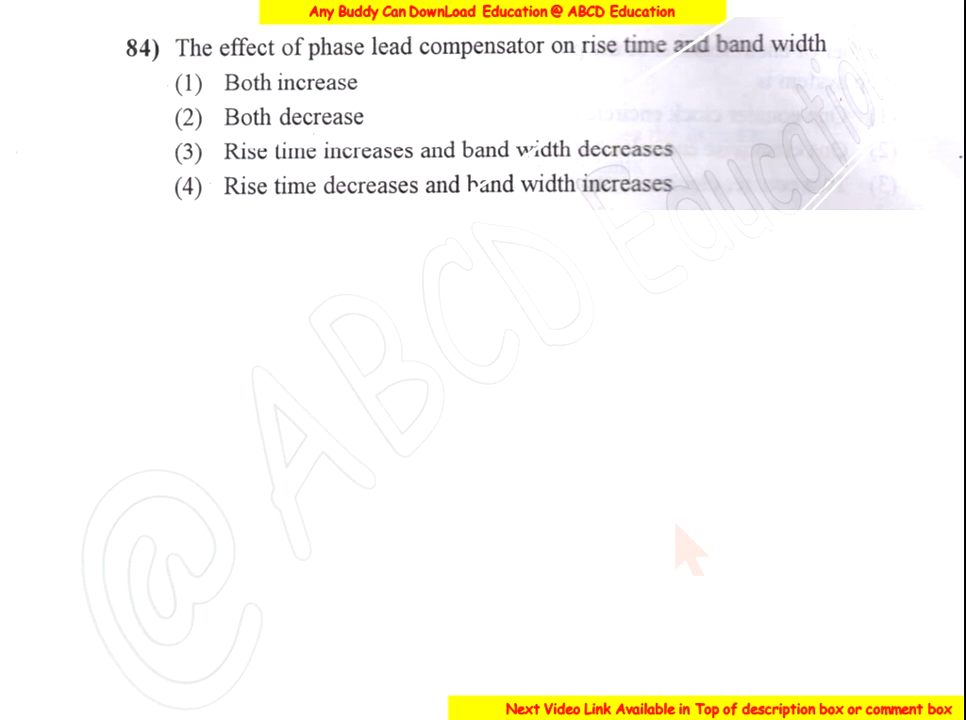 Any Buddy Can DownLoad Education @ ABCD Education
84) The effect of phase lead compensator on rise time and band width
(1) Both increase
(2) Both decrease
(3) Rise time increases and band width decreases
(4) Rise time decreases and band width increases
@ABCD Education
Next Video Link Available in Top of description box or comment box